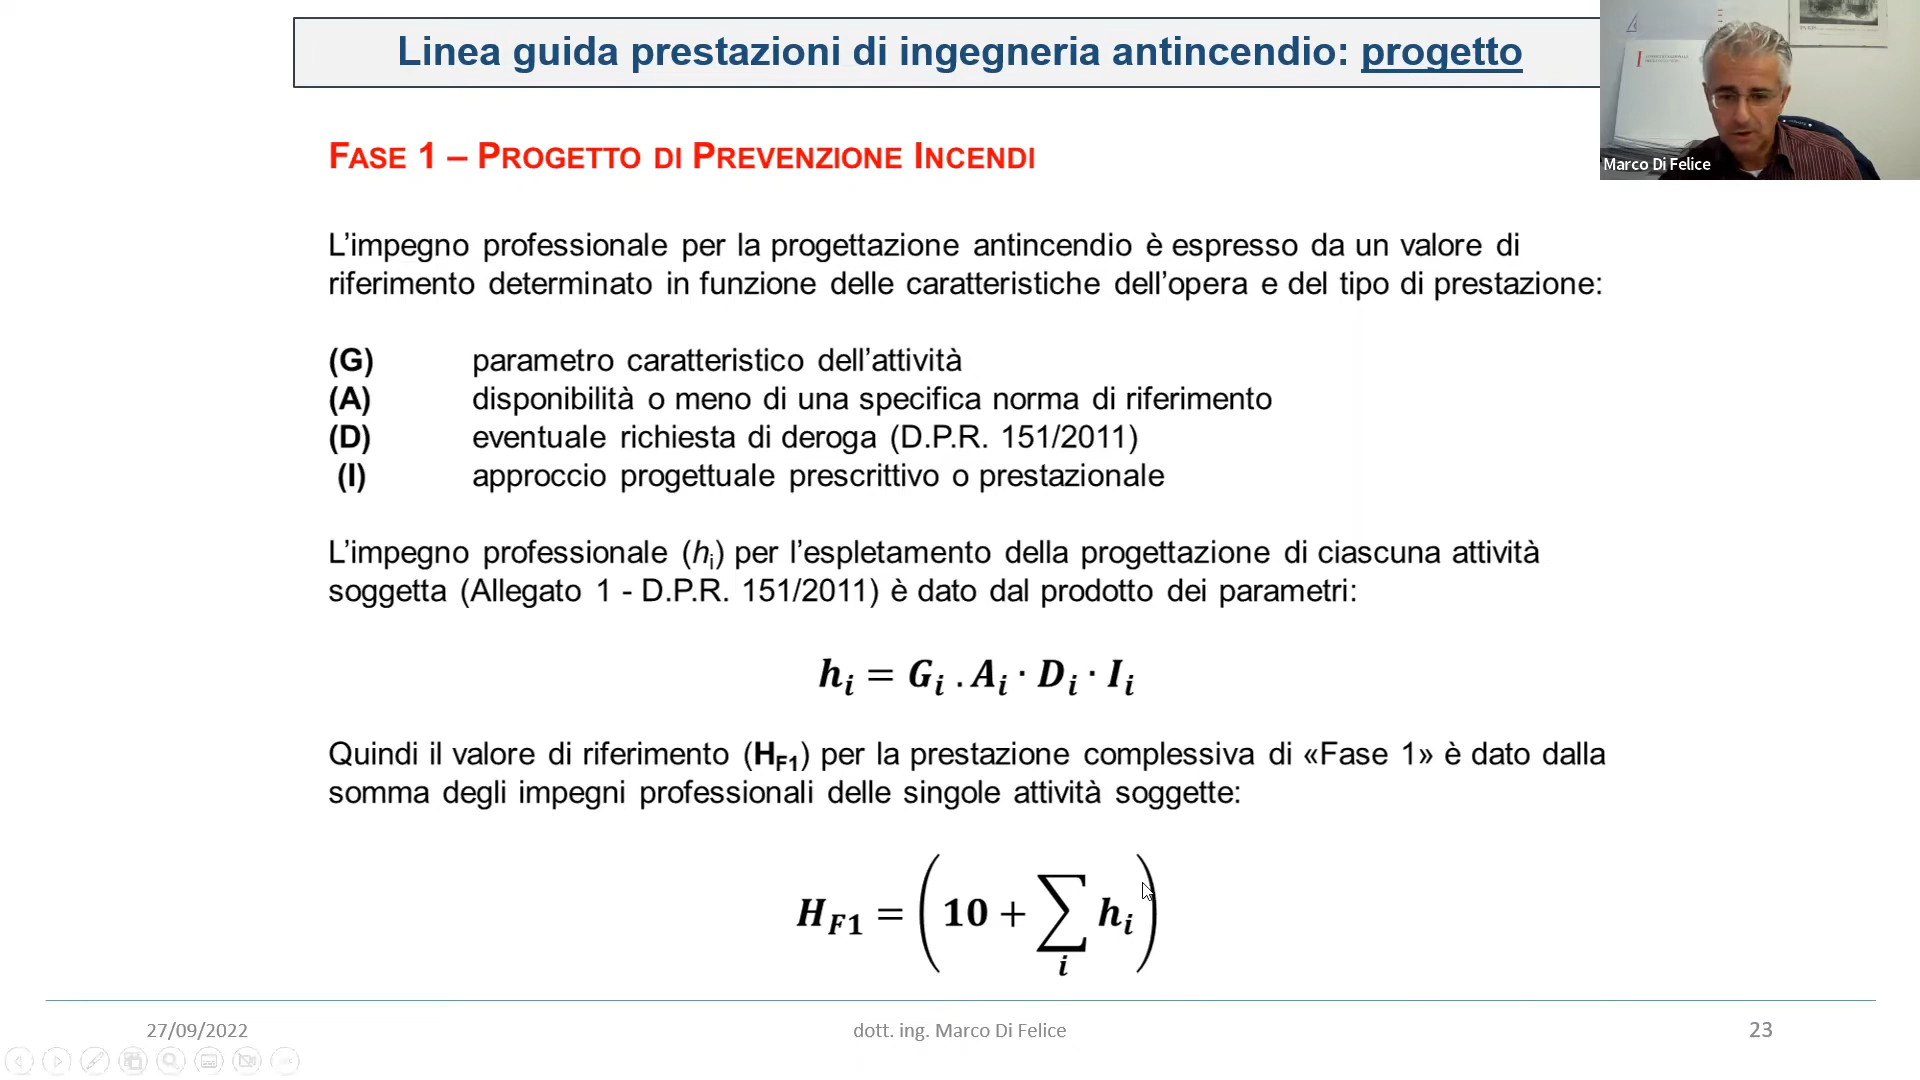 Linea guida prestazioni di ingegneria antincendio: progetto
Marco Di Felice
FASE 1 – PROGETTO DI PREVENZIONE INCENDI
L’impegno professionale per la progettazione antincendio è espresso da un valore di
riferimento determinato in funzione delle caratteristiche dell’opera e del tipo di prestazione:
(G) parametro caratteristico dell’attività
(A) disponibilità o meno di una specifica norma di riferimento
(D) eventuale richiesta di deroga (D.P.R. 151/2011)
(I) approccio progettuale prescrittivo o prestazionale
L’impegno professionale (hi) per l’espletamento della progettazione di ciascuna attività
soggetta (Allegato 1 - D.P.R. 151/2011) è dato dal prodotto dei parametri:
hi = Gi . Ai · Di · Ii
Quindi il valore di riferimento (HF1) per la prestazione complessiva di «Fase 1» è dato dalla
somma degli impegni professionali delle singole attività soggette:
HF1 = (10 + ∑i hi)
27/09/2022
dott. ing. Marco Di Felice
23